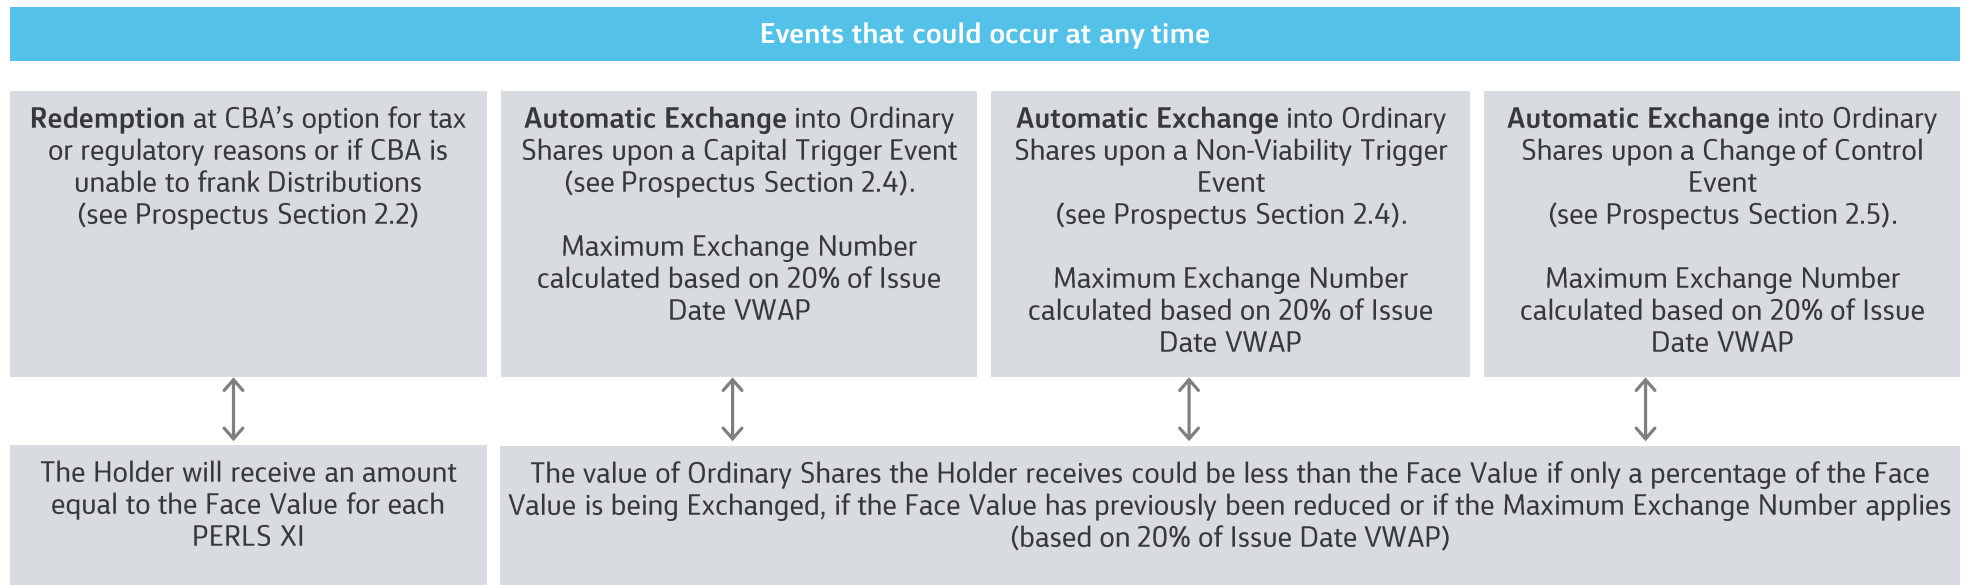 Events that could occur at any time
Redemption at CBA’s option for tax
or regulatory reasons or if CBA is
unable to frank Distributions
(see Prospectus Section 2.2)
Automatic Exchange into Ordinary
Shares upon a Capital Trigger Event
(see Prospectus Section 2.4).
Maximum Exchange Number
calculated based on 20% of Issue
Date VWAP
Automatic Exchange into Ordinary
Shares upon a Non-Viability Trigger
Event
(see Prospectus Section 2.4).
Maximum Exchange Number
calculated based on 20% of Issue
Date VWAP
Automatic Exchange into Ordinary
Shares upon a Change of Control
Event
(see Prospectus Section 2.5).
Maximum Exchange Number
calculated based on 20% of Issue
Date VWAP
The Holder will receive an amount
equal to the Face Value for each
PERLS XI
The value of Ordinary Shares the Holder receives could be less than the Face Value if only a percentage of the Face
Value is being Exchanged, if the Face Value has previously been reduced or if the Maximum Exchange Number applies
(based on 20% of Issue Date VWAP)